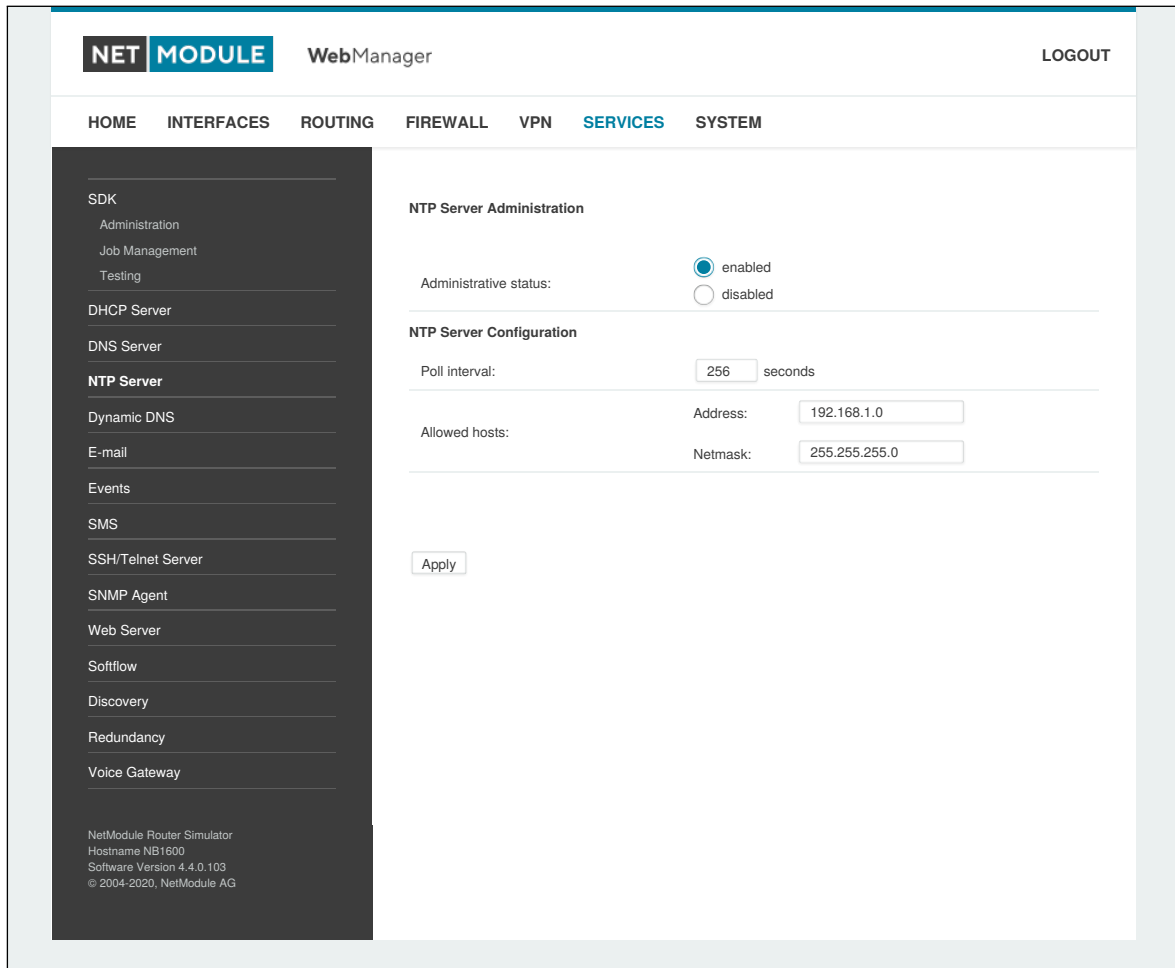 NET MODULE WebManager LOGOUT
HOME INTERFACES ROUTING FIREWALL VPN SERVICES SYSTEM
SDK
Administration
Job Management
Testing
DHCP Server
DNS Server
NTP Server
Dynamic DNS
E-mail
Events
SMS
SSH/Telnet Server
SNMP Agent
Web Server
Softflow
Discovery
Redundancy
Voice Gateway
NetModule Router Simulator
Hostname NB1600
Software Version 4.4.0.103
© 2004-2020, NetModule AG
NTP Server Administration
Administrative status:
enabled
disabled
NTP Server Configuration
Poll interval: 256 seconds
Allowed hosts:
Address: 192.168.1.0
Netmask: 255.255.255.0
Apply